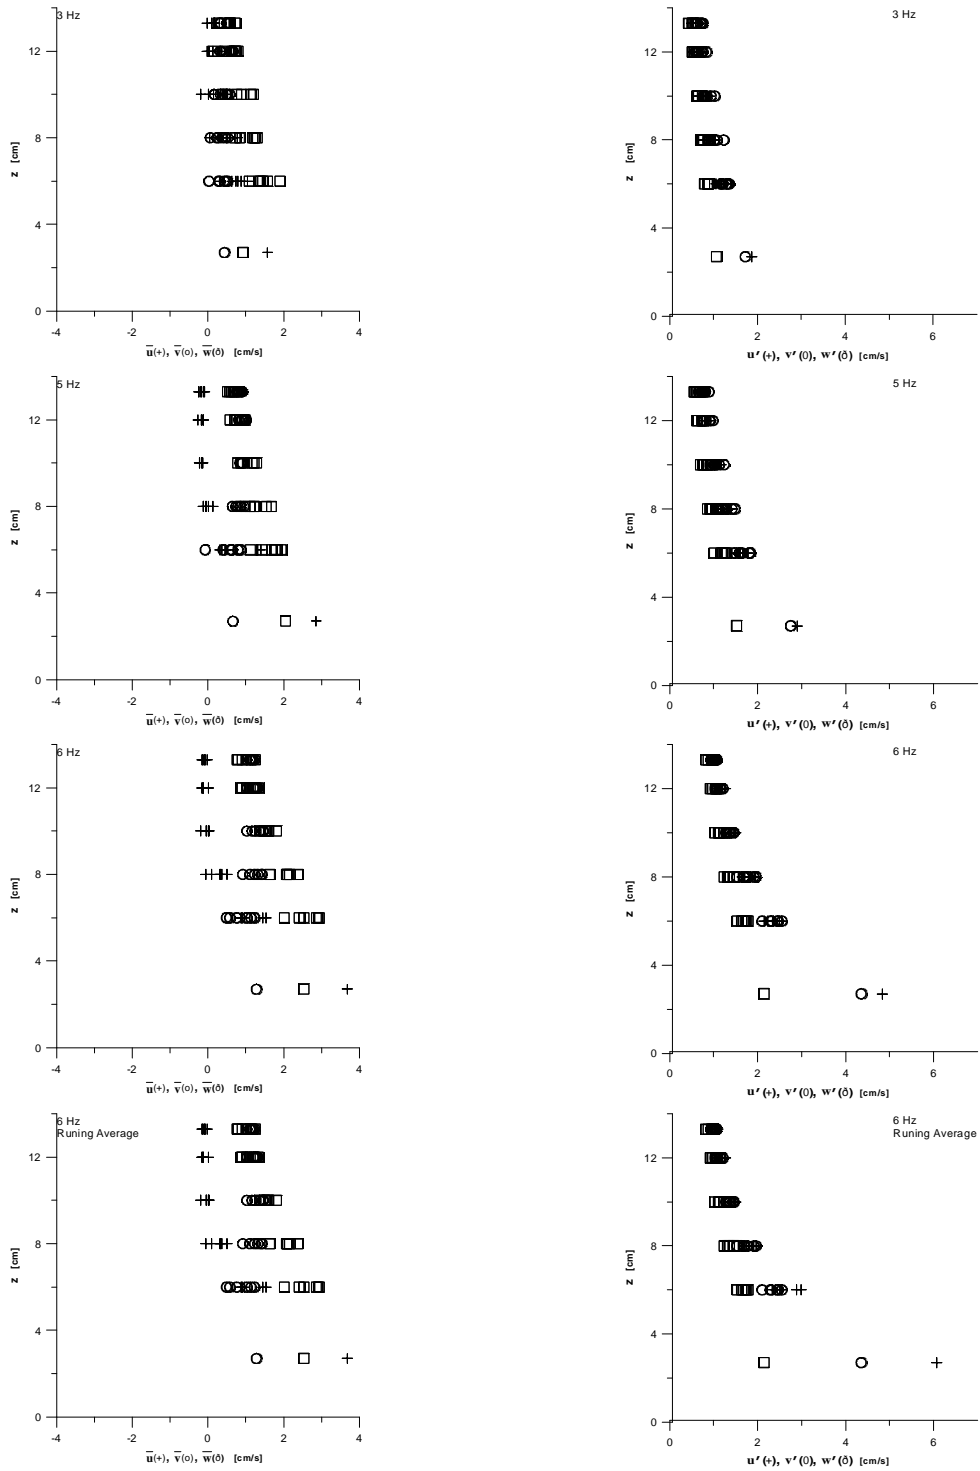 3 Hz
12
8
4
0
z [cm]
-4 -2 0 2 4
u(+), v(o), w(ð) [cm/s]
3 Hz
12
8
4
0
z [cm]
0 2 4 6
u′(+), v′(0), w′(ð) [cm/s]
5 Hz
12
8
4
0
z [cm]
-4 -2 0 2 4
u(+), v(o), w(ð) [cm/s]
5 Hz
12
8
4
0
z [cm]
0 2 4 6
u′(+), v′(0), w′(ð) [cm/s]
6 Hz
12
8
4
0
z [cm]
-4 -2 0 2 4
u(+), v(o), w(ð) [cm/s]
6 Hz
12
8
4
0
z [cm]
0 2 4 6
u′(+), v′(0), w′(ð) [cm/s]
6 Hz
Runing Average
12
8
4
0
z [cm]
-4 -2 0 2 4
u(+), v(o), w(ð) [cm/s]
6 Hz
Runing Average
12
8
4
0
z [cm]
0 2 4 6
u′(+), v′(0), w′(ð) [cm/s]